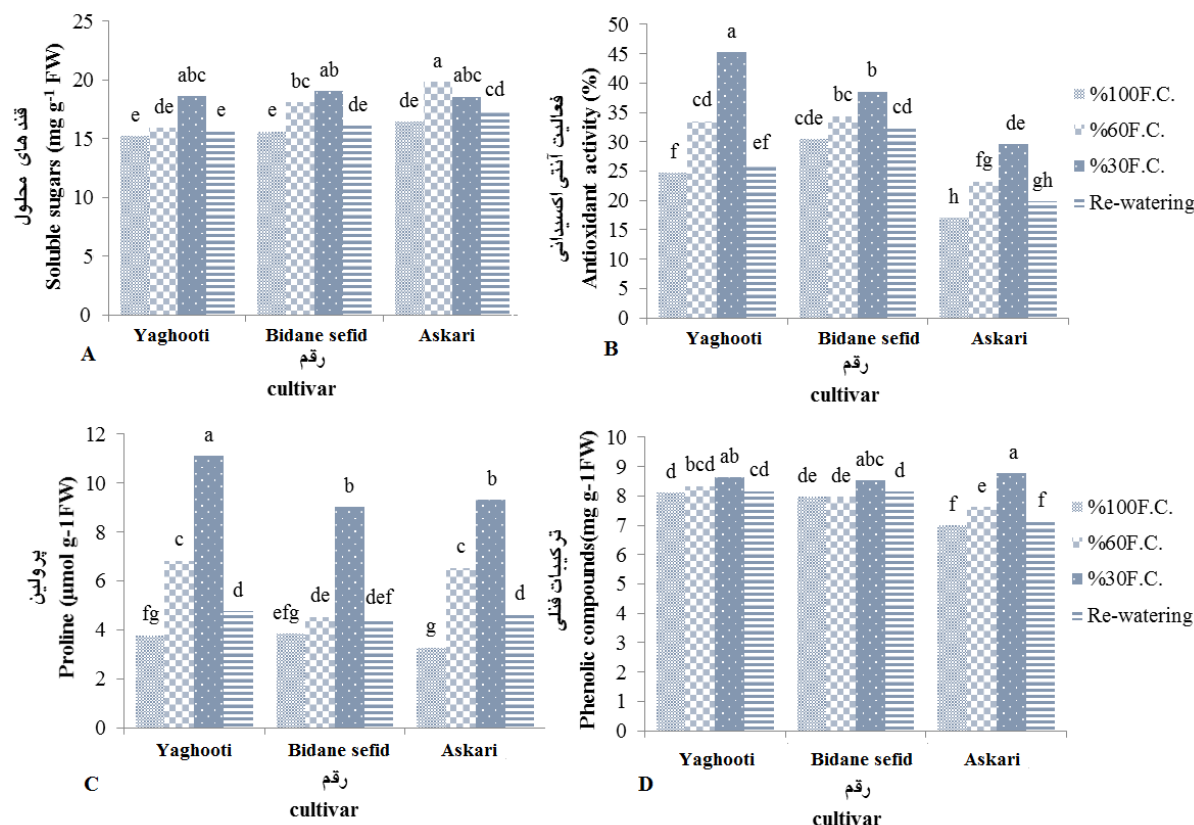 قند های محلول
Soluble sugars (mg g-1 FW)
25
20
15
10
5
0
e
de
abc
e
e
bc
ab
de
de
a
abc
cd
Yaghooti
Bidane sefid
Askari
A
رقم
cultivar
فعالیت آنتی اکسیدانی
Antioxidant activity (%)
50
45
40
35
30
25
20
15
10
5
0
f
cd
a
ef
cde
bc
b
cd
h
fg
de
gh
Yaghooti
Bidane sefid
Askari
B
رقم
cultivar
%100F.C.
%60F.C.
%30F.C.
Re-watering
پرولین
Proline (µmol g-1FW)
12
10
8
6
4
2
0
fg
c
a
d
efg
de
b
def
g
c
b
d
Yaghooti
Bidane sefid
Askari
C
رقم
cultivar
ترکیبات فنلی
Phenolic compounds(mg g-1FW)
10
9
8
7
6
5
4
3
2
1
0
d
bcd
ab
cd
de
de
abc
d
f
e
a
f
Yaghooti
Bidane sefid
Askari
D
رقم
cultivar
%100F.C.
%60F.C.
%30F.C.
Re-watering